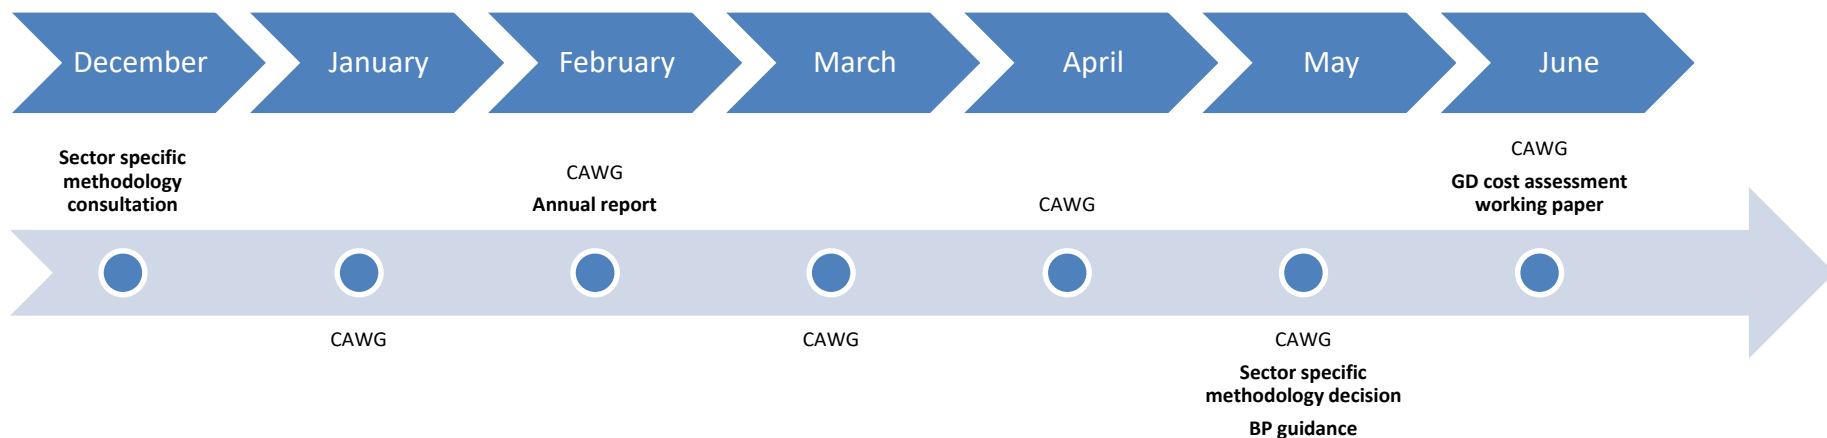 December
January
February
March
April
May
June
Sector specific
methodology
consultation
CAWG
Annual report
CAWG
CAWG
GD cost assessment
working paper
CAWG
CAWG
CAWG
Sector specific
methodology decision
BP guidance